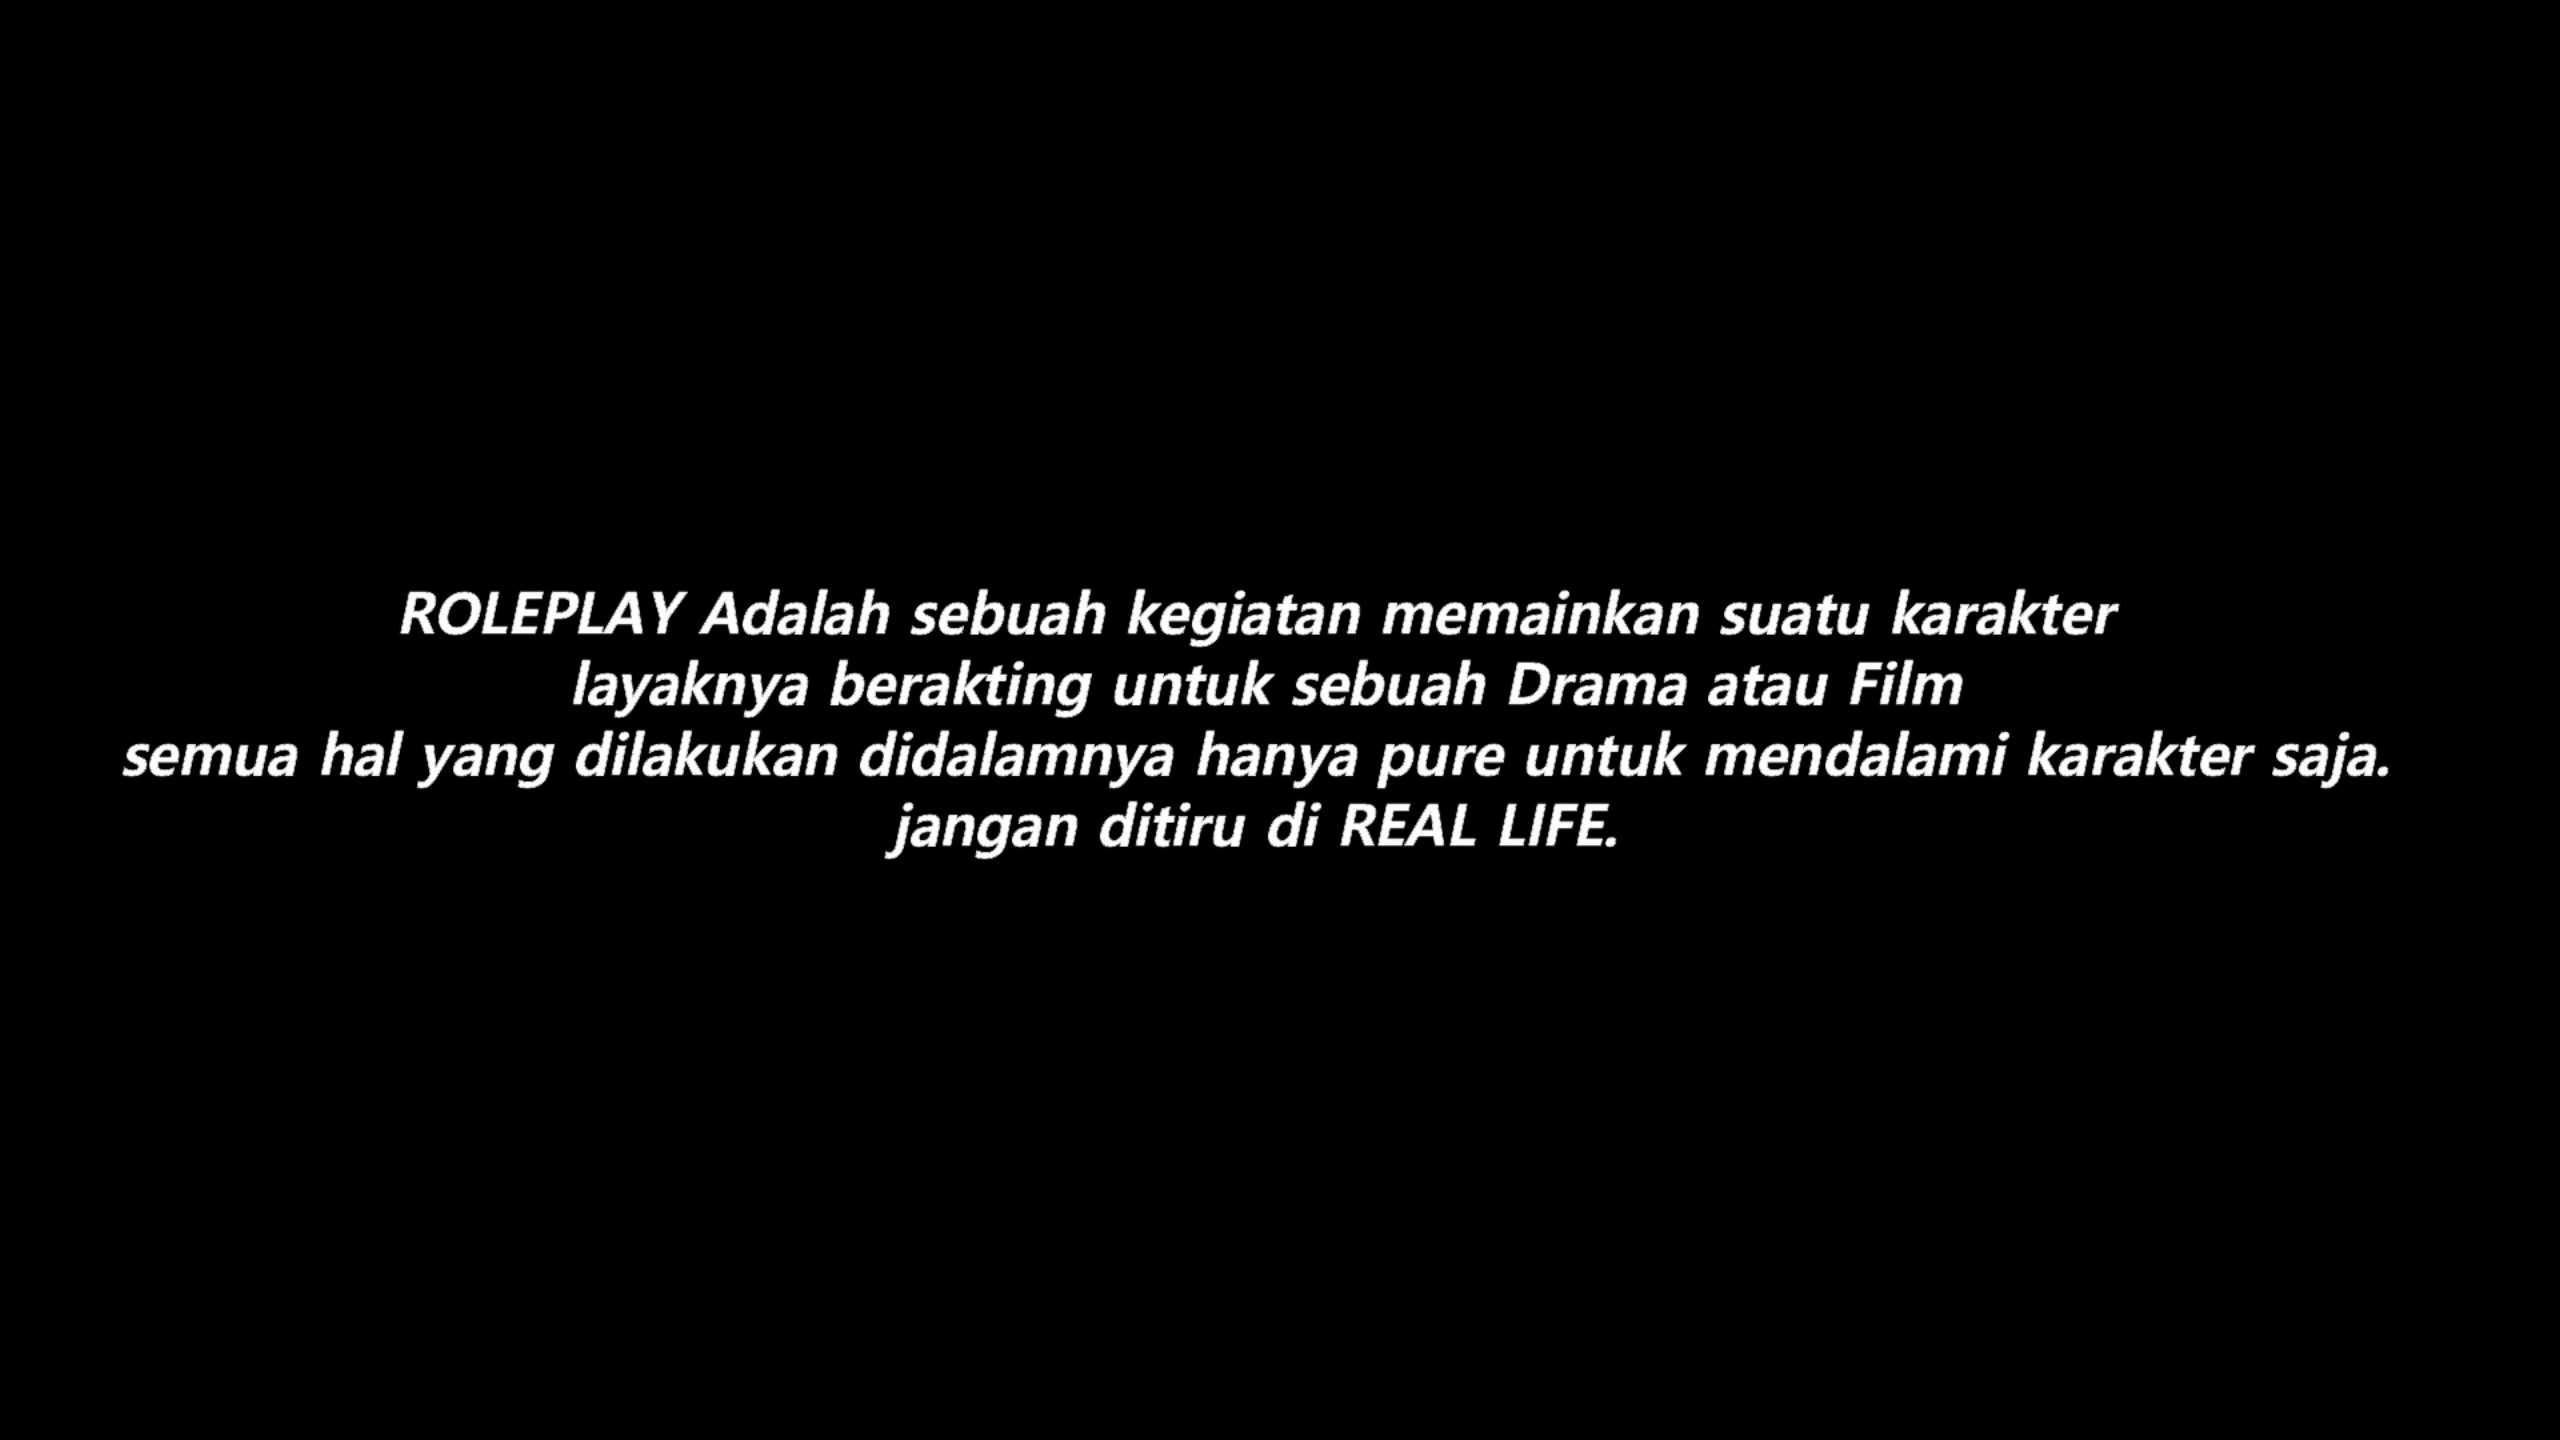 ROLEPLAY Adalah sebuah kegiatan memainkan suatu karakter
layaknya berakting untuk sebuah Drama atau Film
semua hal yang dilakukan didalamnya hanya pure untuk mendalami karakter saja.
jangan ditiru di REAL LIFE.